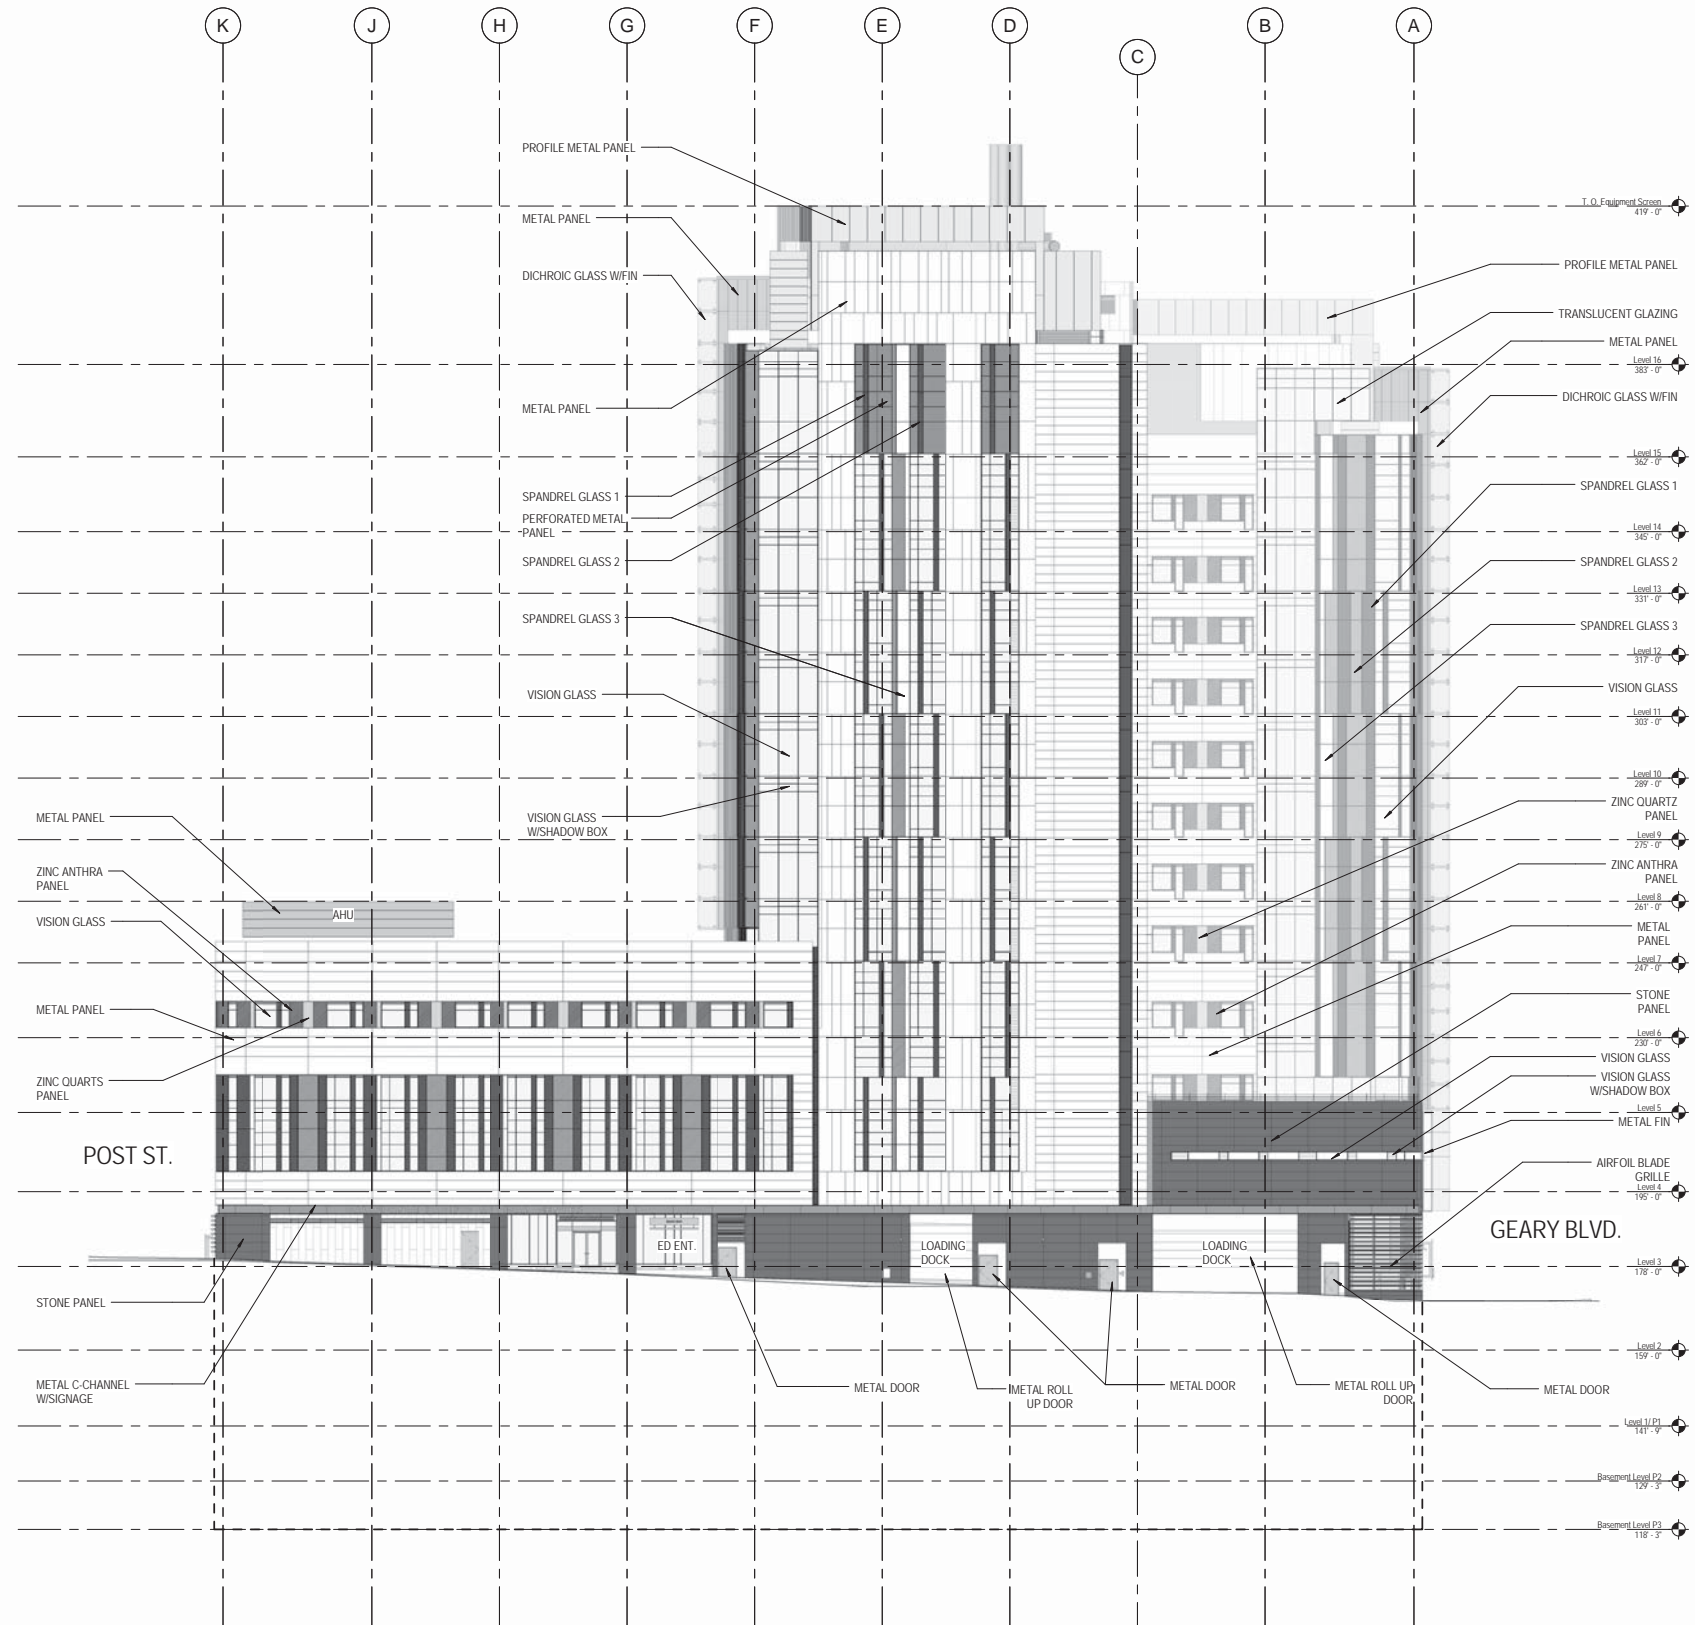 K
J
H
G
F
E
D
C
B
A
PROFILE METAL PANEL
METAL PANEL
DICHROIC GLASS W/FIN
METAL PANEL
SPANDREL GLASS 1
PERFORATED METAL
PANEL
SPANDREL GLASS 2
SPANDREL GLASS 3
VISION GLASS
VISION GLASS
W/SHADOW BOX
METAL PANEL
ZINC ANTHRA
PANEL
VISION GLASS
METAL PANEL
ZINC QUARTS
PANEL
AHU
POST ST.
STONE PANEL
METAL C-CHANNEL
W/SIGNAGE
ED ENT.
LOADING
DOCK
LOADING
DOCK
METAL DOOR
METAL ROLL
UP DOOR
METAL DOOR
METAL ROLL UP
DOOR
METAL DOOR
T. O. Equipment Screen
419' - 0"
PROFILE METAL PANEL
TRANSLUCENT GLAZING
METAL PANEL
Level 16
383' - 0"
DICHROIC GLASS W/FIN
Level 15
362' - 0"
SPANDREL GLASS 1
Level 14
345' - 0"
SPANDREL GLASS 2
Level 13
331' - 0"
SPANDREL GLASS 3
Level 12
317' - 0"
VISION GLASS
Level 11
303' - 0"
Level 10
289' - 0"
ZINC QUARTZ
PANEL
Level 9
275' - 0"
ZINC ANTHRA
PANEL
Level 8
261' - 0"
METAL
PANEL
Level 7
247' - 0"
STONE
PANEL
Level 6
230' - 0"
VISION GLASS
VISION GLASS
W/SHADOW BOX
Level 5
212' - 0"
METAL FIN
AIRFOIL BLADE
GRILLE
Level 4
195' - 0"
GEARY BLVD.
Level 3
178' - 0"
Level 2
159' - 0"
Level 1/ P1
141' - 9"
Basement Level P2
129' - 3"
Basement Level P3
118' - 3"